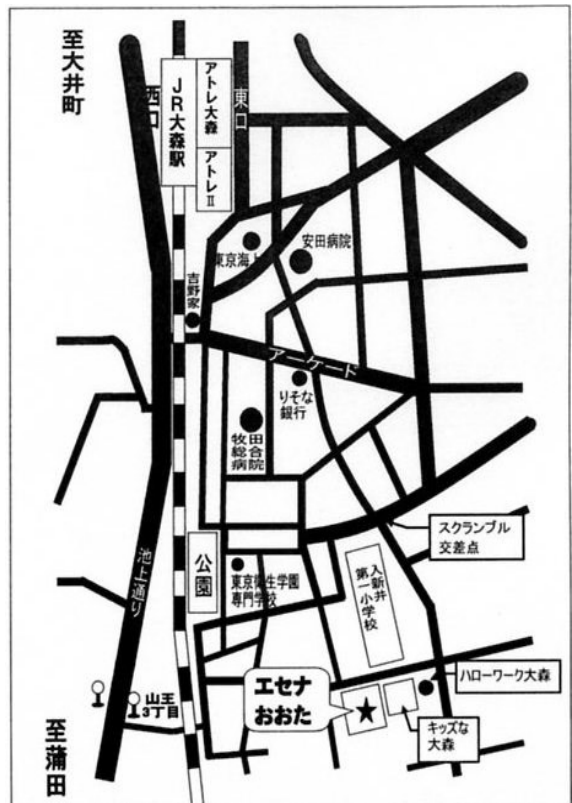 至大井町
西口
JR大森駅
アトレ大森
アトレⅡ
東口
東京海上
安田病院
吉野家
アーケード
りそな
銀行
牧田
総合
病院
スクランブル
交差点
公園
東京衛生学園
専門学校
入新井
第一小学校
池上通り
ハローワーク大森
エセナ
おおた
キッズな
大森
山王
3丁目
至蒲田